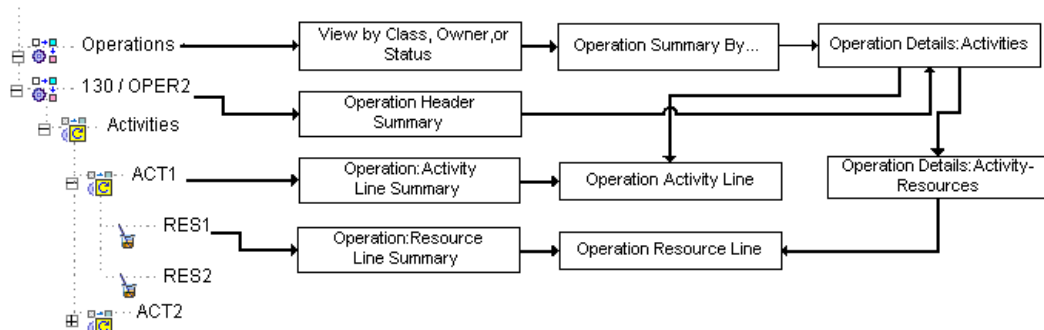 Operations
View by Class, Owner,or
Status
Operation Summary By...
Operation Details:Activities
130 / OPER2
Operation Header
Summary
Activities
ACT1
Operation:Activity
Line Summary
Operation Activity Line
Operation Details:Activity-
Resources
RES1
Operation:Resource
Line Summary
Operation Resource Line
RES2
ACT2